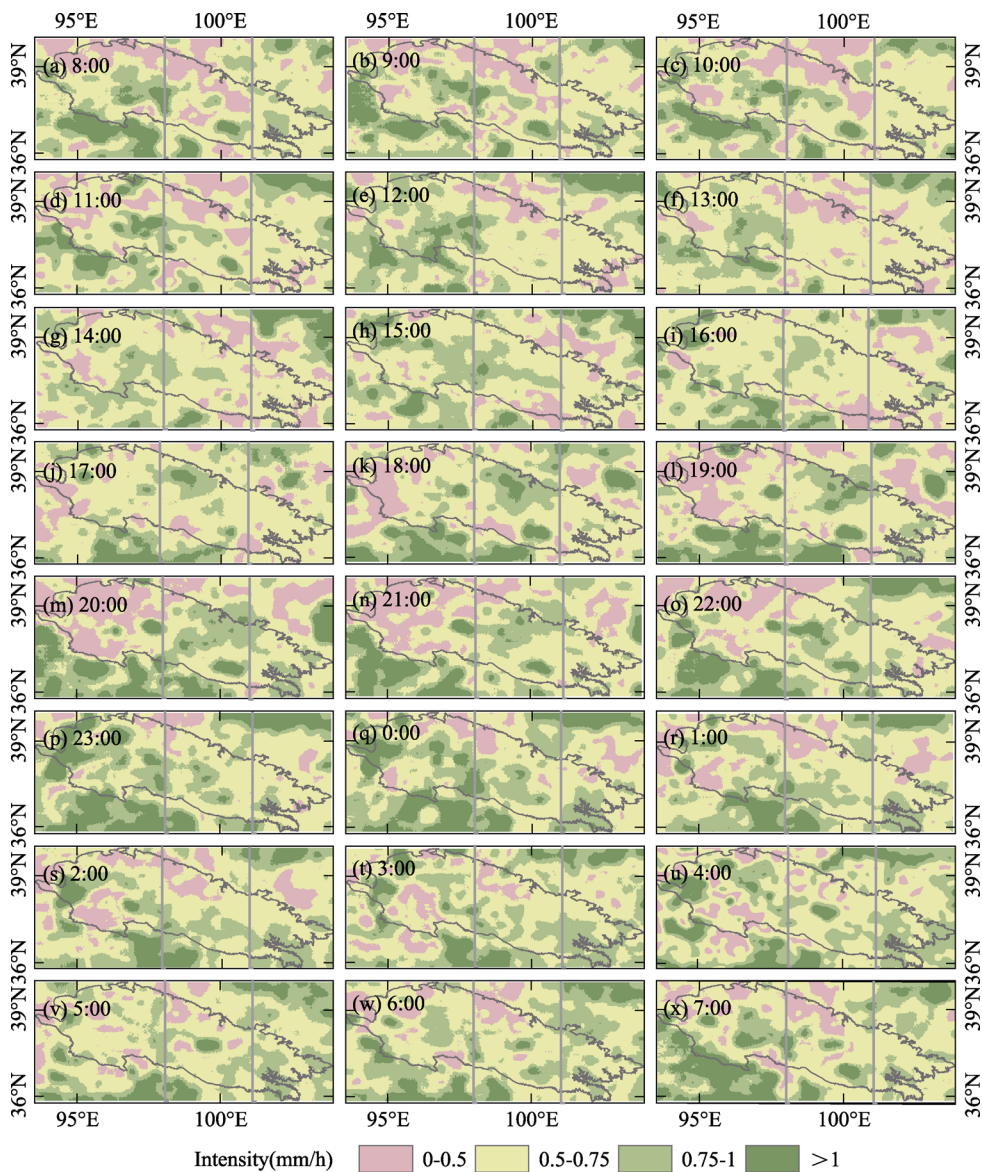 95°E 100°E 95°E 100°E 95°E 100°E
39°N (a) 8:00 (b) 9:00 (c) 10:00 39°N
36°N 36°N
39°N (d) 11:00 (e) 12:00 (f) 13:00 39°N
36°N 36°N
39°N (g) 14:00 (h) 15:00 (i) 16:00 39°N
36°N 36°N
39°N (j) 17:00 (k) 18:00 (l) 19:00 39°N
36°N 36°N
39°N (m) 20:00 (n) 21:00 (o) 22:00 39°N
36°N 36°N
39°N (p) 23:00 (q) 0:00 (r) 1:00 39°N
36°N 36°N
39°N (s) 2:00 (t) 3:00 (u) 4:00 39°N
36°N 36°N
39°N (v) 5:00 (w) 6:00 (x) 7:00 39°N
36°N 36°N
95°E 100°E 95°E 100°E 95°E 100°E
Intensity(mm/h) 0-0.5 0.5-0.75 0.75-1 >1